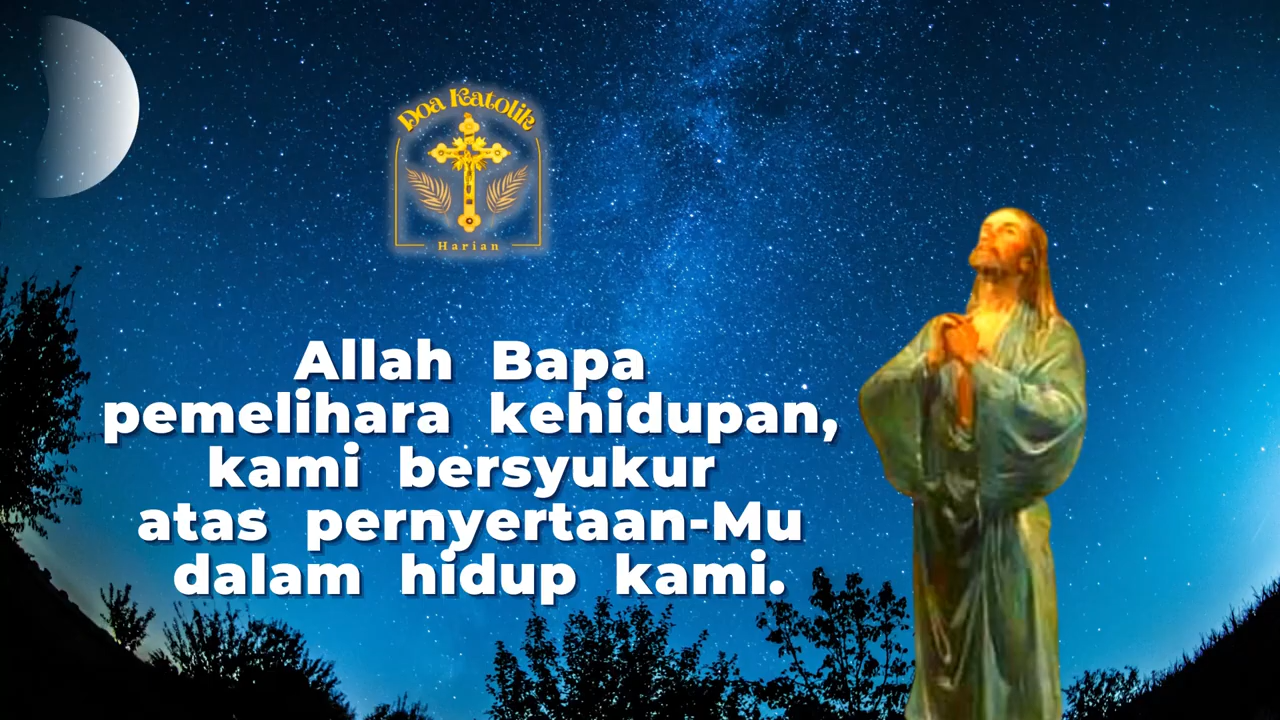 Doa Katolik
Harian
Allah Bapa
pemelihara kehidupan,
kami bersyukur
atas pernyertaan-Mu
dalam hidup kami.